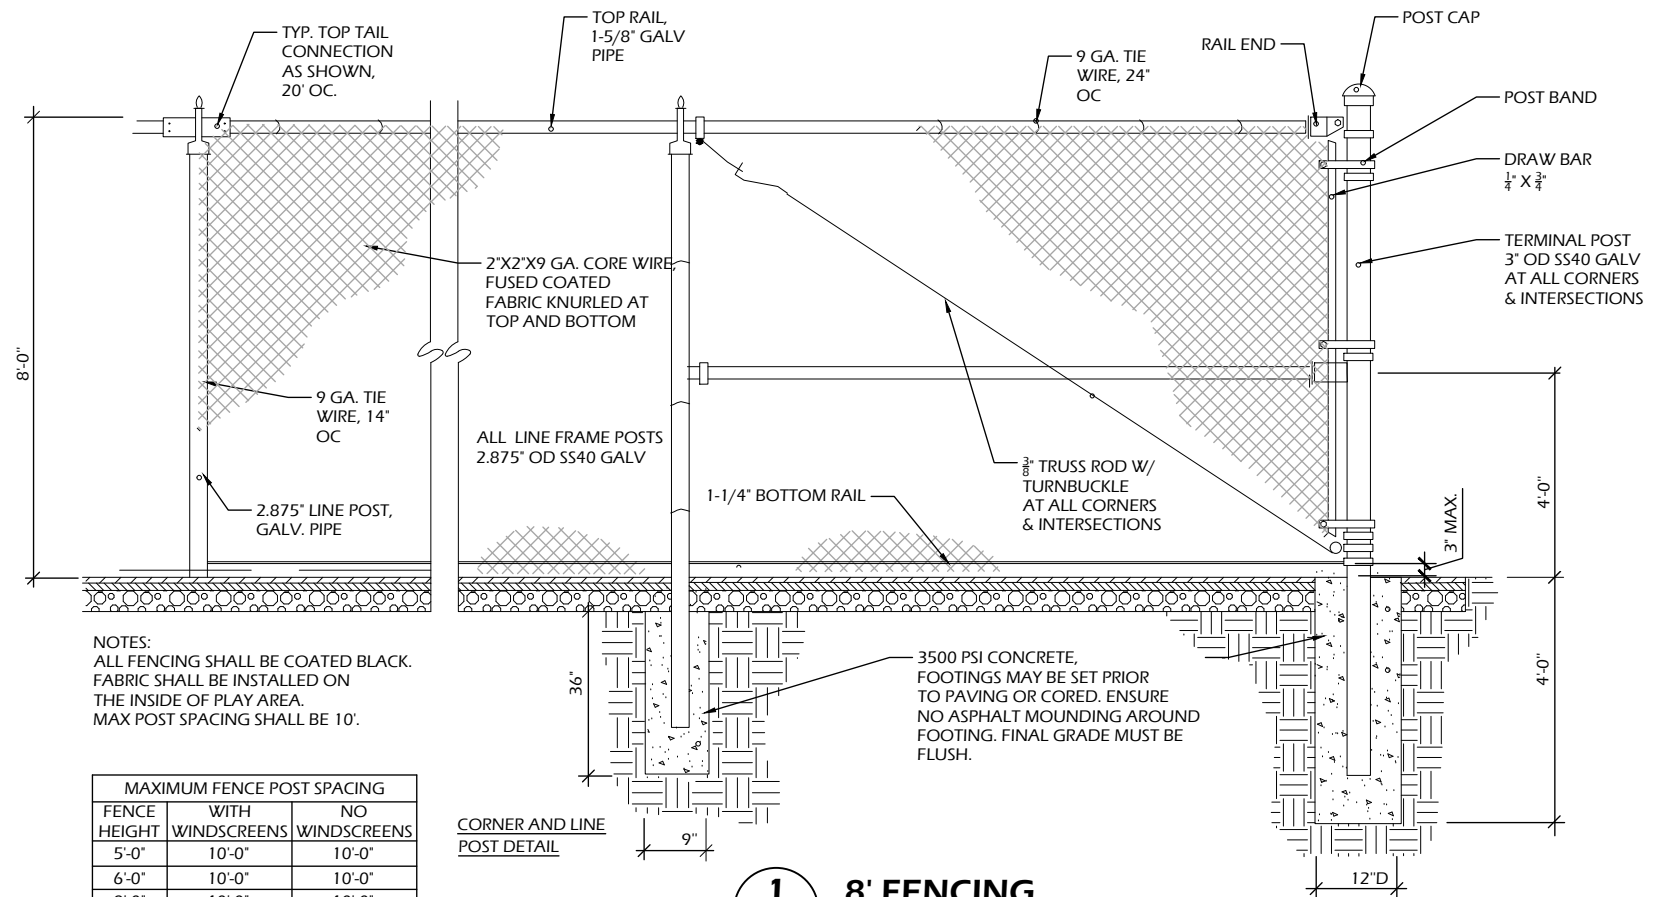 TYP. TOP TAIL
CONNECTION
AS SHOWN,
20' OC.
TOP RAIL,
1-5/8" GALV
PIPE
9 GA. TIE
WIRE, 24"
OC
RAIL END
POST CAP
POST BAND
DRAW BAR
1/4" X 3/4"
TERMINAL POST
3" OD SS40 GALV
AT ALL CORNERS
& INTERSECTIONS
8'-0"
2"X2"X9 GA. CORE WIRE,
FUSED COATED
FABRIC KNURLED AT
TOP AND BOTTOM
9 GA. TIE
WIRE, 14"
OC
ALL LINE FRAME POSTS
2.875" OD SS40 GALV
2.875" LINE POST,
GALV. PIPE
1-1/4" BOTTOM RAIL
3/8" TRUSS ROD W/
TURNBUCKLE
AT ALL CORNERS
& INTERSECTIONS
3" MAX.
4'-0"
4'-0"
NOTES:
ALL FENCING SHALL BE COATED BLACK.
FABRIC SHALL BE INSTALLED ON
THE INSIDE OF PLAY AREA.
MAX POST SPACING SHALL BE 10'.
36"
3500 PSI CONCRETE,
FOOTINGS MAY BE SET PRIOR
TO PAVING OR CORED. ENSURE
NO ASPHALT MOUNDING AROUND
FOOTING. FINAL GRADE MUST BE
FLUSH.
MAXIMUM FENCE POST SPACING
FENCE HEIGHT WITH WINDSCREENS NO WINDSCREENS
5'-0" 10'-0" 10'-0"
6'-0" 10'-0" 10'-0"
CORNER AND LINE
POST DETAIL
9"
12"D
1 8' FENCING